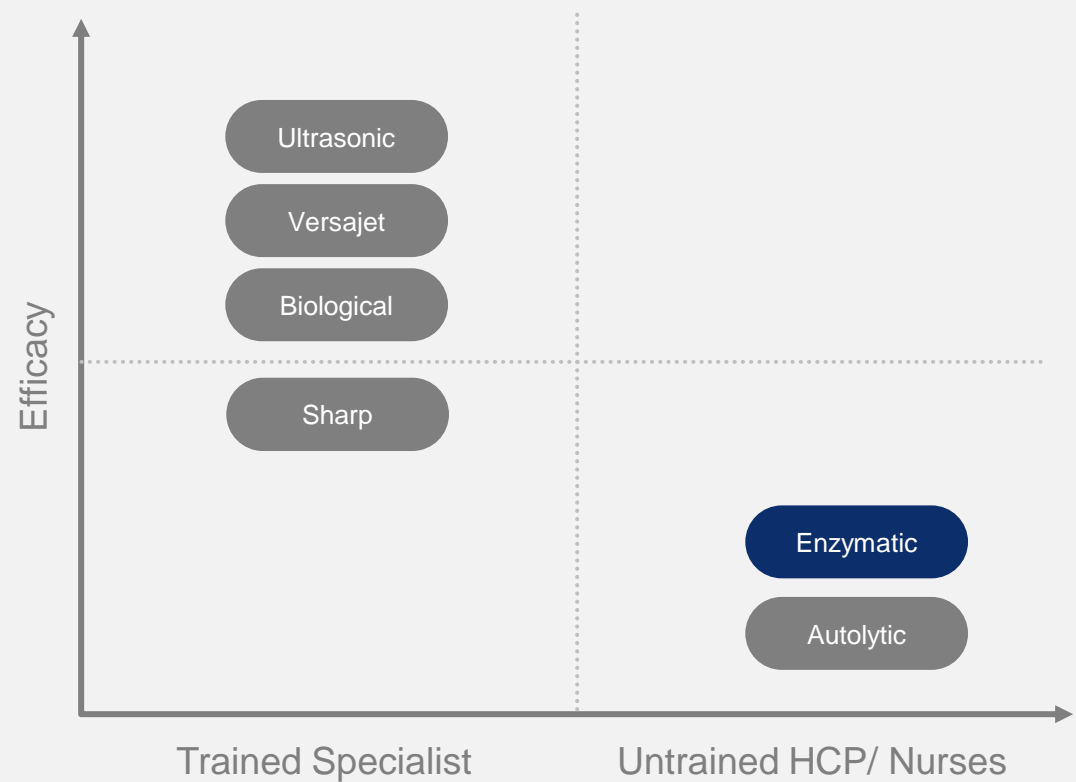 Ultrasonic
Versajet
Biological
Efficacy
Sharp
Enzymatic
Autolytic
Trained Specialist
Untrained HCP/ Nurses